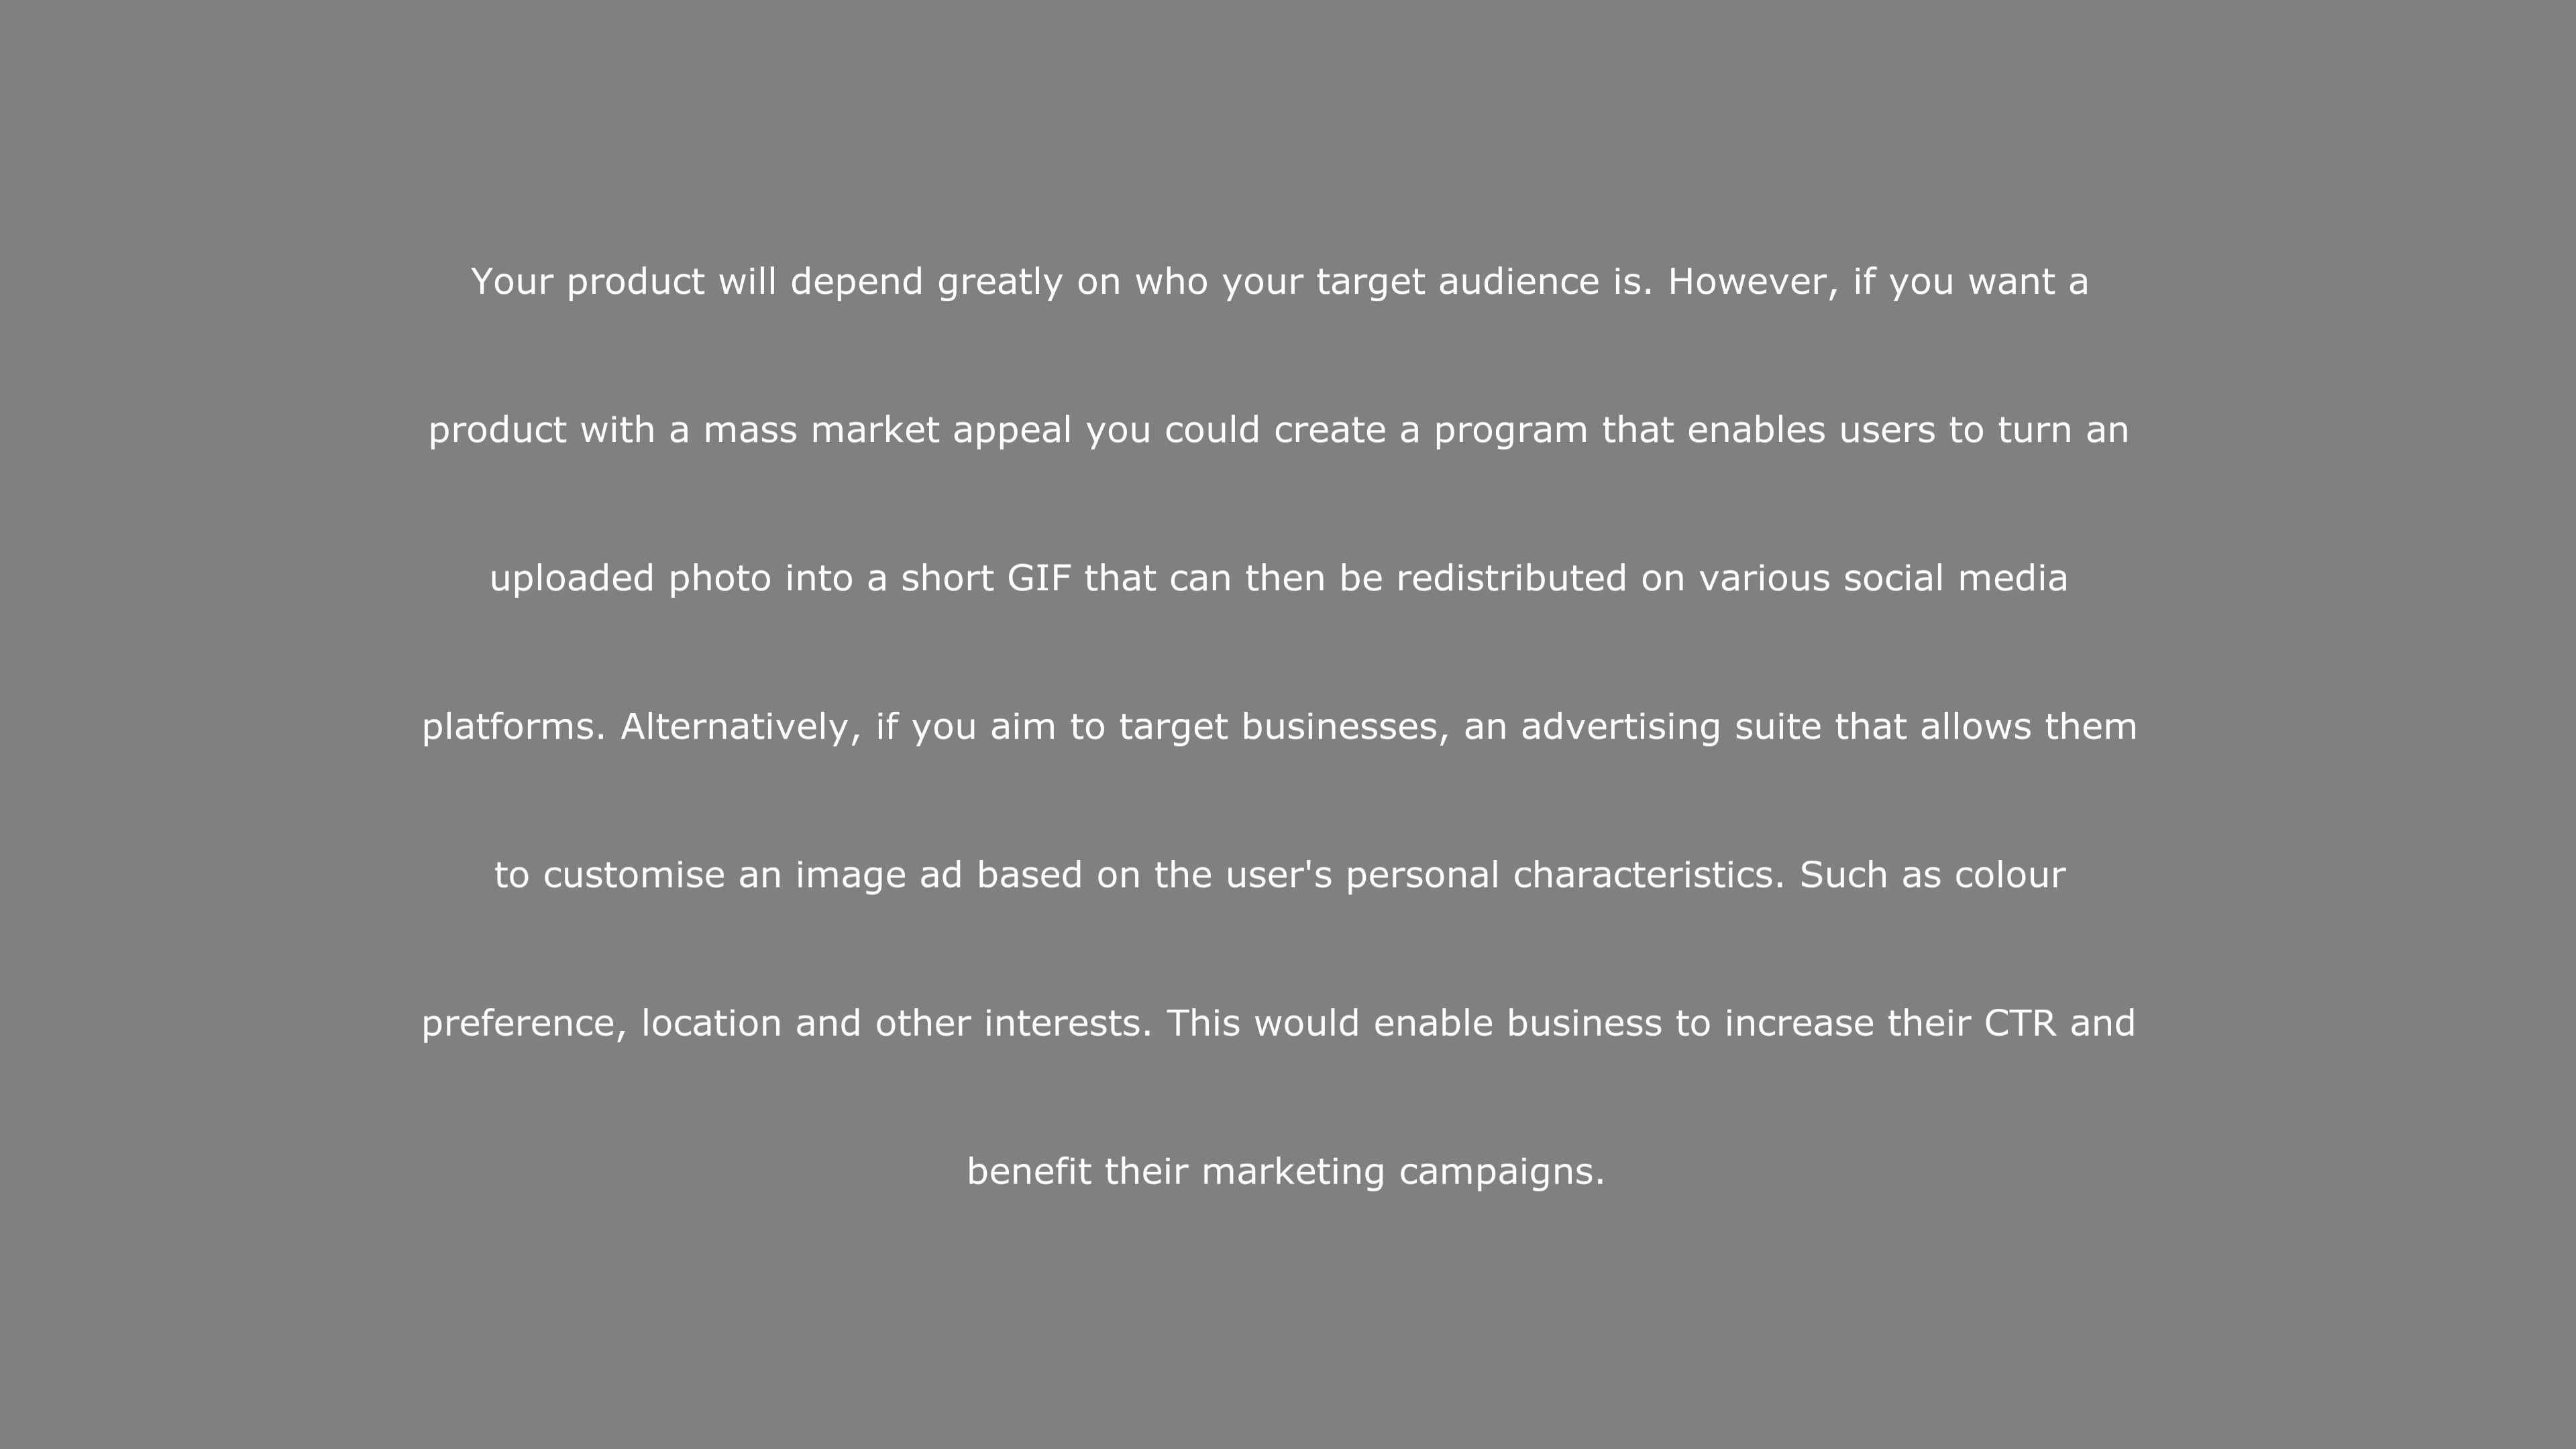 Your product will depend greatly on who your target audience is. However, if you want a
product with a mass market appeal you could create a program that enables users to turn an
uploaded photo into a short GIF that can then be redistributed on various social media
platforms. Alternatively, if you aim to target businesses, an advertising suite that allows them
to customise an image ad based on the user's personal characteristics. Such as colour
preference, location and other interests. This would enable business to increase their CTR and
benefit their marketing campaigns.